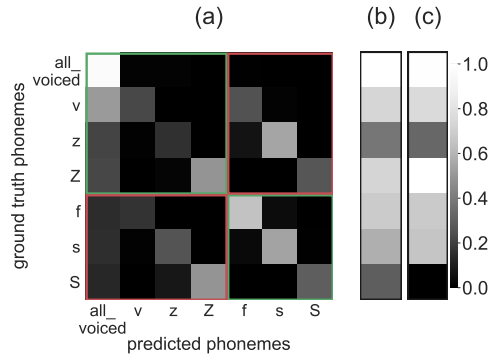 (a) (b) (c)
all_
voiced
v
z
Z
f
s
S
ground truth phonemes
1.0
0.8
0.6
0.4
0.2
0.0
all_
voiced v z Z f s S
predicted phonemes